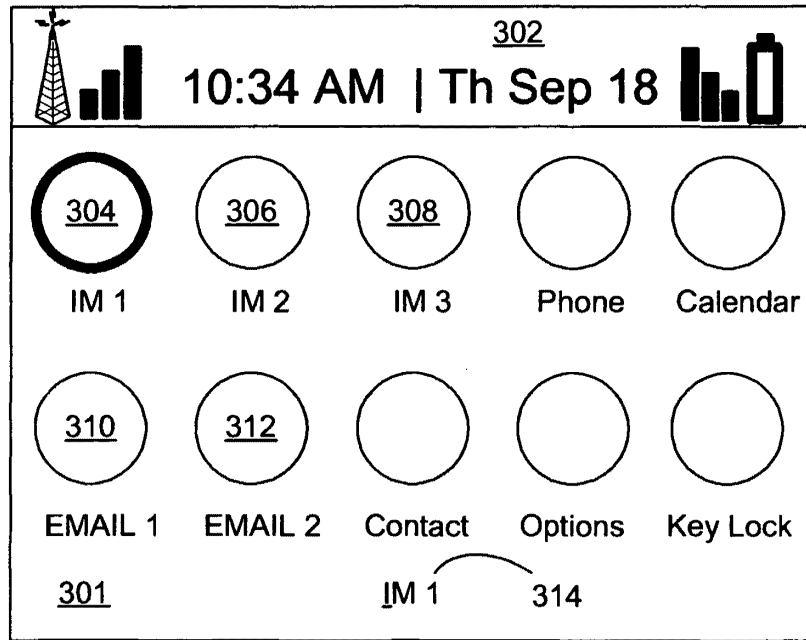 302
10:34 AM | Th Sep 18
304 306 308
IM 1 IM 2 IM 3 Phone Calendar
310 312
EMAIL 1 EMAIL 2 Contact Options Key Lock
301 IM 1 314